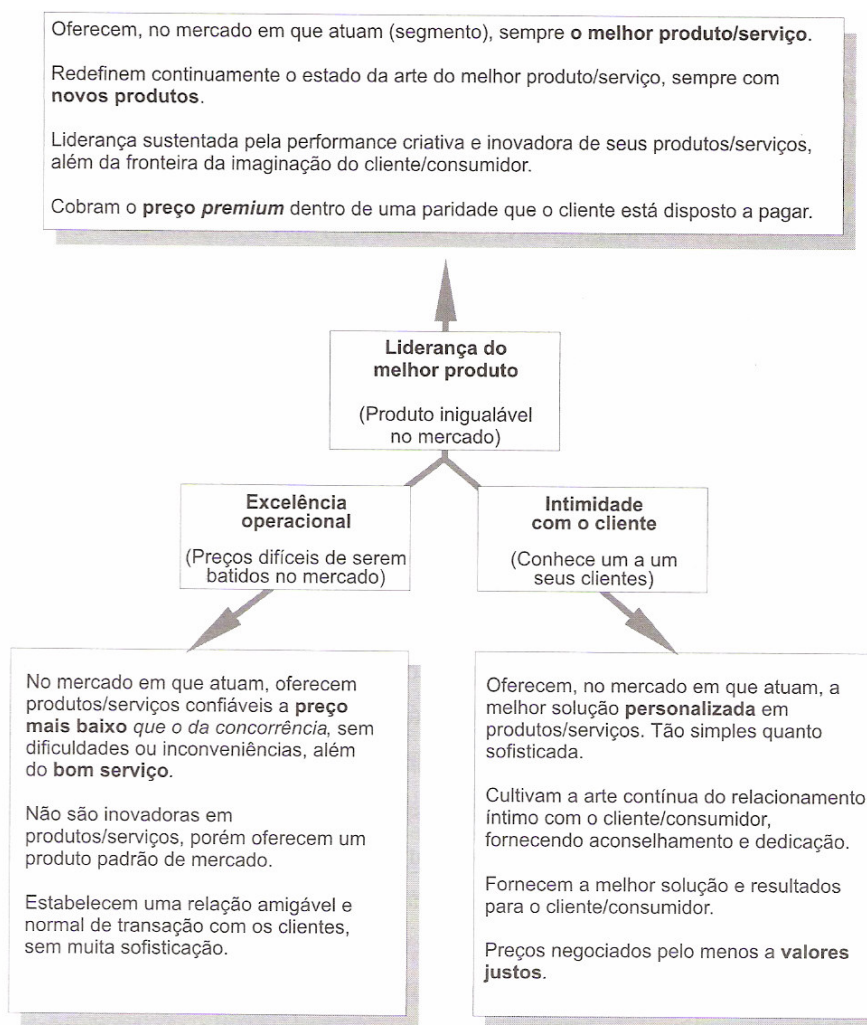 Oferecem, no mercado em que atuam (segmento), sempre o melhor produto/serviço.
Redefinem continuamente o estado da arte do melhor produto/serviço, sempre com
novos produtos.
Liderança sustentada pela performance criativa e inovadora de seus produtos/serviços,
além da fronteira da imaginação do cliente/consumidor.
Cobram o preço premium dentro de uma paridade que o cliente está disposto a pagar.
Liderança do
melhor produto
(Produto inigualável
no mercado)
Excelência
operacional
(Preços difíceis de serem
batidos no mercado)
Intimidade
com o cliente
(Conhece um a um
seus clientes)
No mercado em que atuam, oferecem
produtos/serviços confiáveis a preço
mais baixo que o da concorrência, sem
dificuldades ou inconveniências, além
do bom serviço.
Não são inovadoras em
produtos/serviços, porém oferecem um
produto padrão de mercado.
Estabelecem uma relação amigável e
normal de transação com os clientes,
sem muita sofisticação.
Oferecem, no mercado em que atuam, a
melhor solução personalizada em
produtos/serviços. Tão simples quanto
sofisticada.
Cultivam a arte contínua do relacionamento
íntimo com o cliente/consumidor,
fornecendo aconselhamento e dedicação.
Fornecem a melhor solução e resultados
para o cliente/consumidor.
Preços negociados pelo menos a valores
justos.